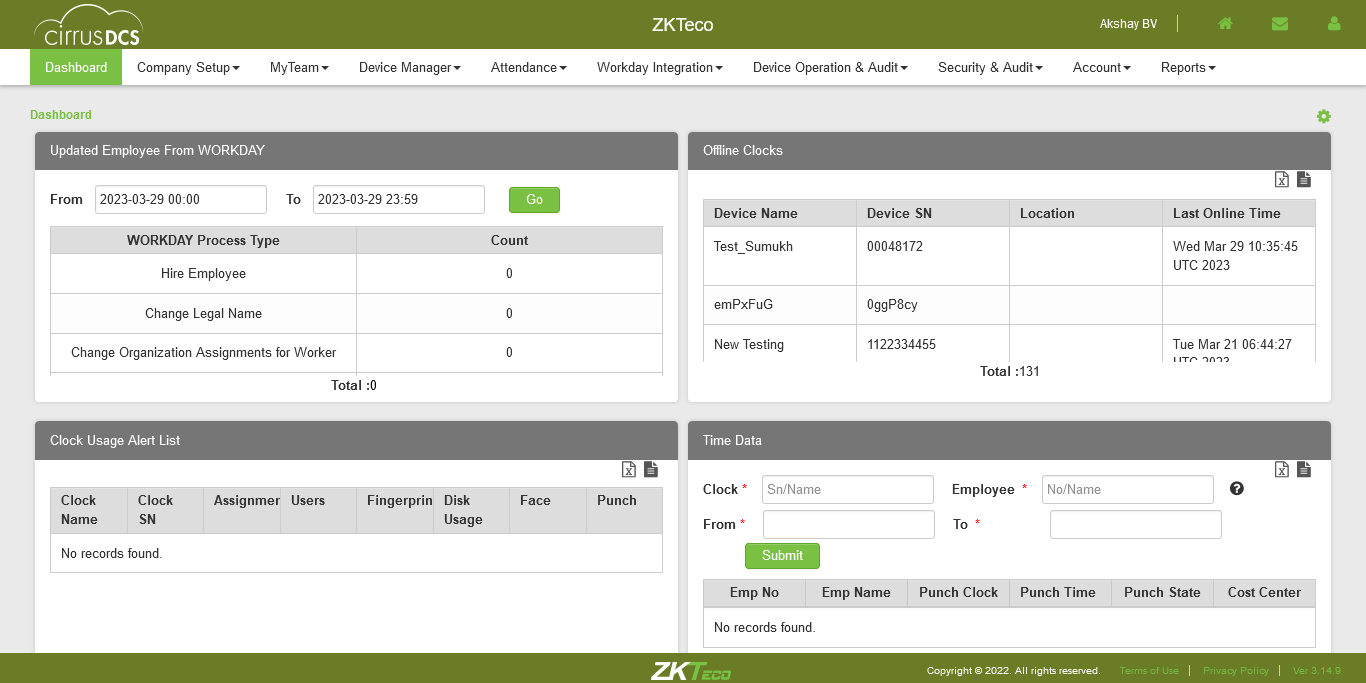 cirrusDCS
ZKTeco
Akshay BV
Dashboard Company Setup MyTeam Device Manager Attendance Workday Integration Device Operation & Audit Security & Audit Account Reports
Dashboard
Updated Employee From WORKDAY
From 2023-03-29 00:00 To 2023-03-29 23:59 Go
WORKDAY Process Type Count
Hire Employee 0
Change Legal Name 0
Change Organization Assignments for Worker 0
Total :0
Offline Clocks
Device Name Device SN Location Last Online Time
Test_Sumukh 00048172 Wed Mar 29 10:35:45
UTC 2023
emPxFuG 0ggP8cy
New Testing 1122334455 Tue Mar 21 06:44:27
UTC 2023
Total :131
Clock Usage Alert List
Clock Clock Assignmer Users Fingerprin Disk Face Punch
Name SN Usage
No records found.
Time Data
Clock * Sn/Name Employee * No/Name
From * To *
Submit
Emp No Emp Name Punch Clock Punch Time Punch State Cost Center
No records found.
ZKTeco
Copyright © 2022. All rights reserved. Terms of Use Privacy Policy Ver 3.14.9